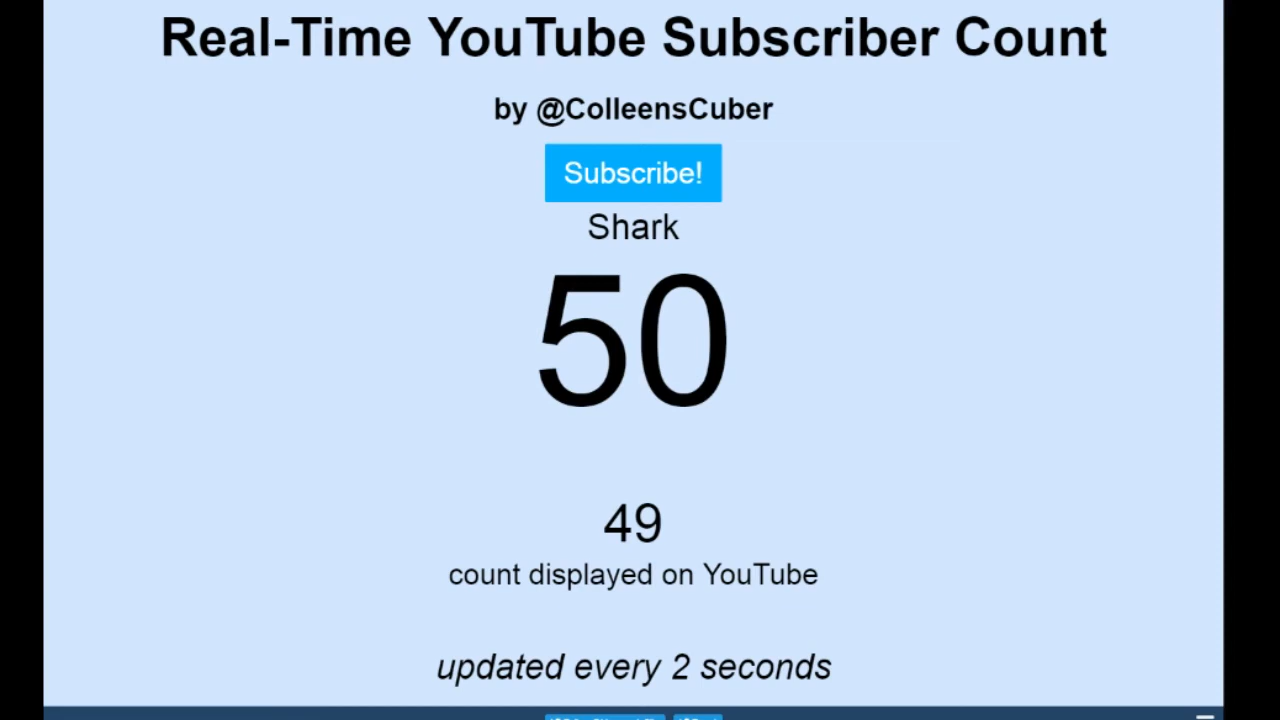 Real-Time YouTube Subscriber Count
by @ColleensCuber
Subscribe!
Shark
50
49
count displayed on YouTube
updated every 2 seconds